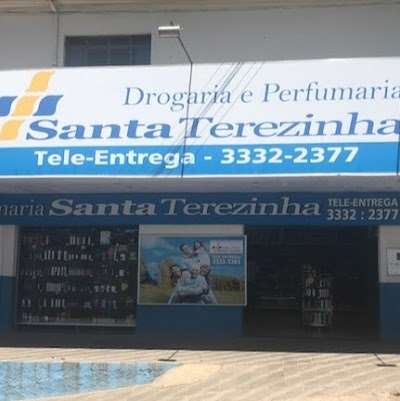 Drogaria e Perfumaria
Santa Terezinha
Tele-Entrega - 3332-2377
maria Santa Terezinha TELE-ENTREGA
3332 : 2377